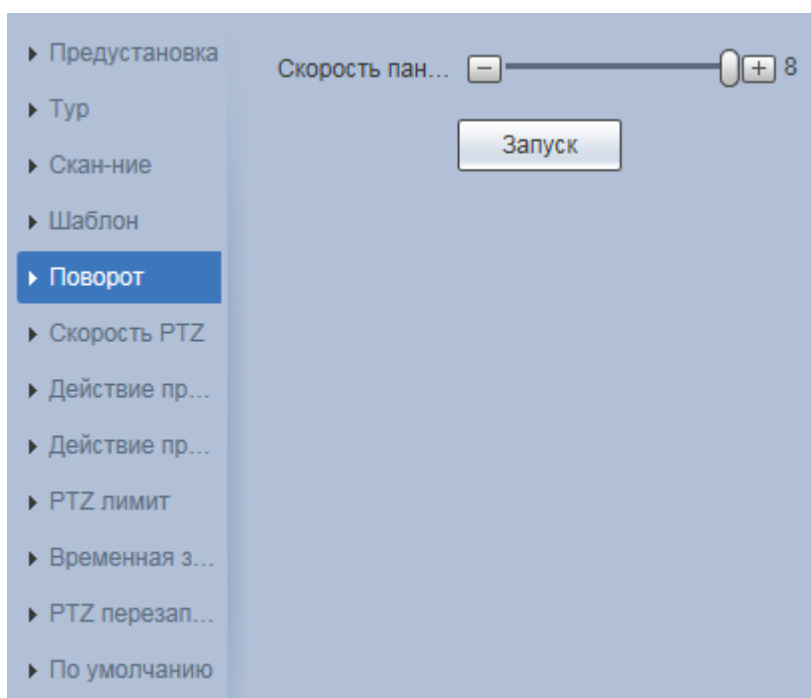 Предустановка
Тур
Скан-ние
Шаблон
Поворот
Скорость PTZ
Действие пр...
Действие пр...
PTZ лимит
Временная з...
PTZ перезап...
По умолчанию
Скорость пан... 8
Запуск